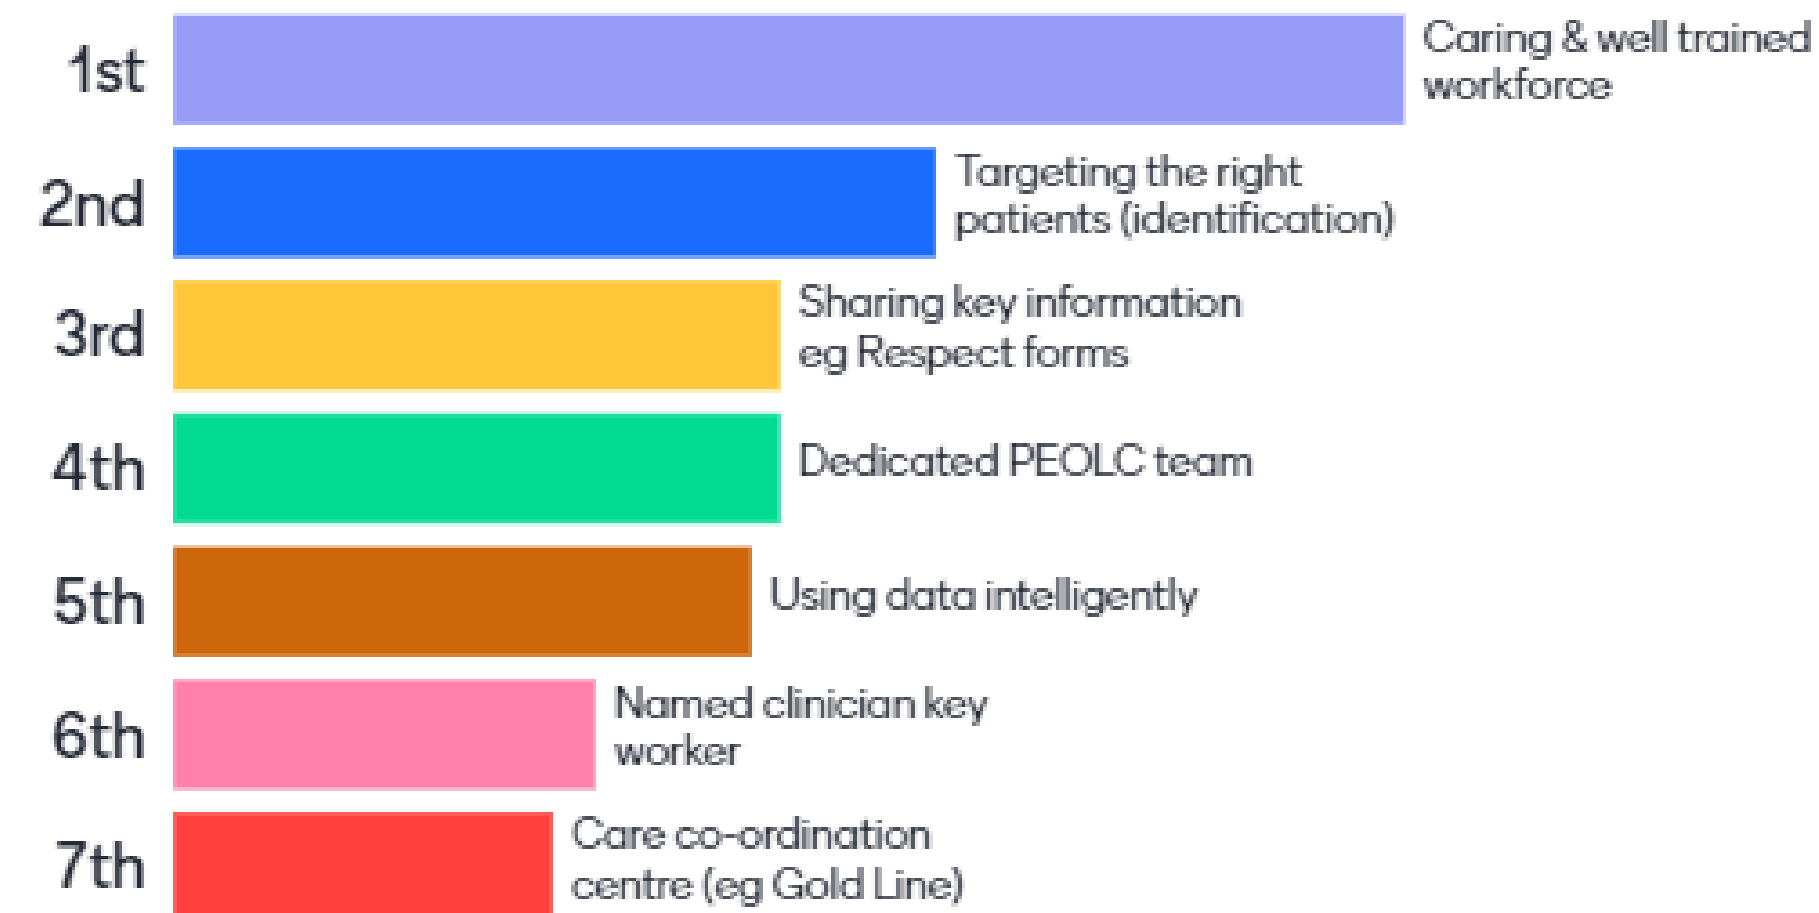 1st
Caring & well trained
workforce
2nd
Targeting the right
patients (identification)
3rd
Sharing key information
eg Respect forms
4th
Dedicated PEOLC team
5th
Using data intelligently
6th
Named clinician key
worker
7th
Care co-ordination
centre (eg Gold Line)